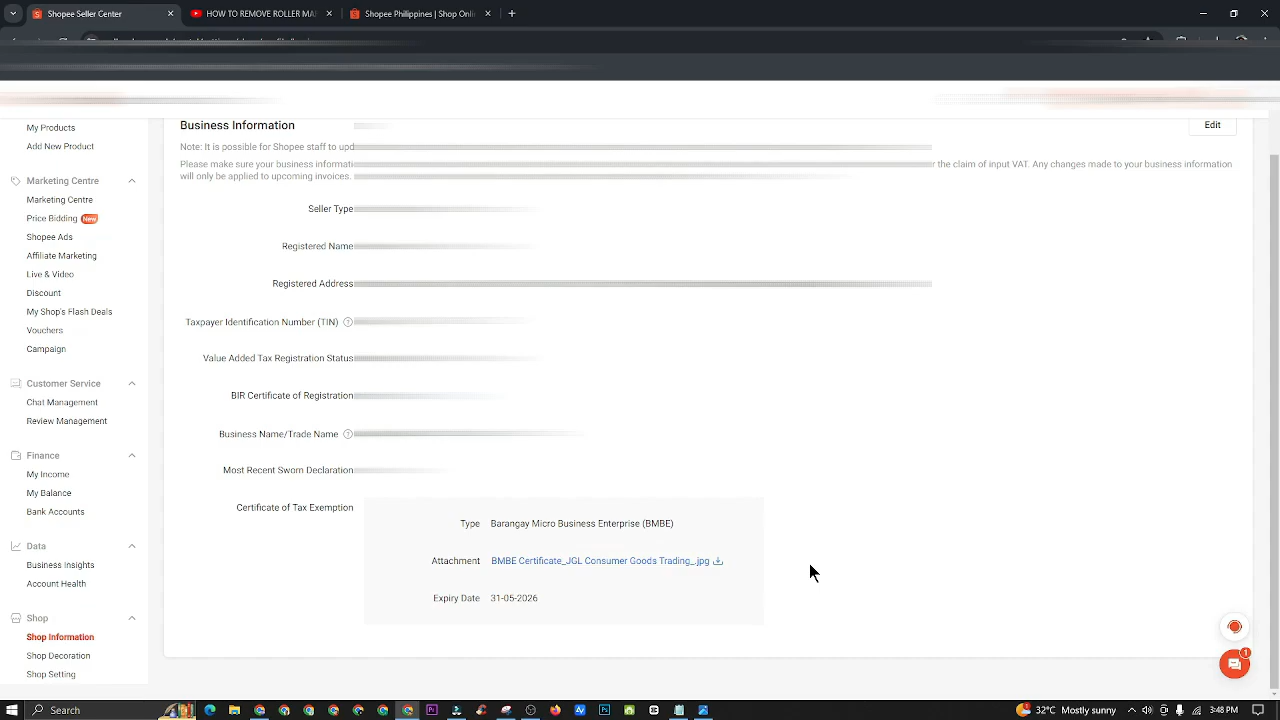 Shopee Seller Center
HOW TO REMOVE ROLLER MA
Shopee Philippines | Shop Onli
My Products
Add New Product
Marketing Centre
Marketing Centre
Price Bidding New
Shopee Ads
Affiliate Marketing
Live & Video
Discount
My Shop's Flash Deals
Vouchers
Campaign
Customer Service
Chat Management
Review Management
Finance
My Income
My Balance
Bank Accounts
Data
Business Insights
Account Health
Shop
Shop Information
Shop Decoration
Shop Setting
Business Information
Edit
Note: It is possible for Shopee staff to upd
Please make sure your business informati r the claim of input VAT. Any changes made to your business information
will only be applied to upcoming invoices.
Seller Type
Registered Name
Registered Address
Taxpayer Identification Number (TIN) ?
Value Added Tax Registration Status
BIR Certificate of Registration
Business Name/Trade Name ?
Most Recent Sworn Declaration
Certificate of Tax Exemption
Type Barangay Micro Business Enterprise (BMBE)
Attachment BMBE Certificate_JGL Consumer Goods Trading_.jpg
Expiry Date 31-05-2026
1
Search
Pr
Ps
1
32°C Mostly sunny
3:48 PM